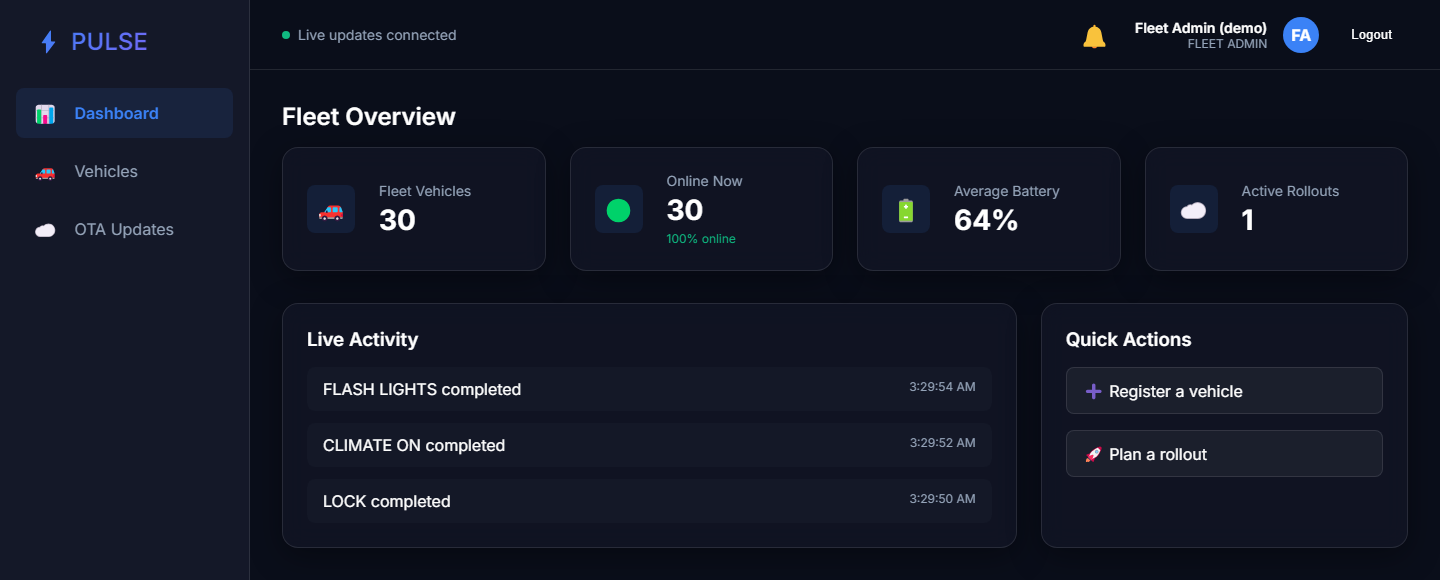 PULSE
Dashboard
Vehicles
OTA Updates
Live updates connected
Fleet Admin (demo)
FLEET ADMIN
FA
Logout
Fleet Overview
Fleet Vehicles
30
Online Now
30
100% online
Average Battery
64%
Active Rollouts
1
Live Activity
FLASH LIGHTS completed 3:29:54 AM
CLIMATE ON completed 3:29:52 AM
LOCK completed 3:29:50 AM
Quick Actions
Register a vehicle
Plan a rollout